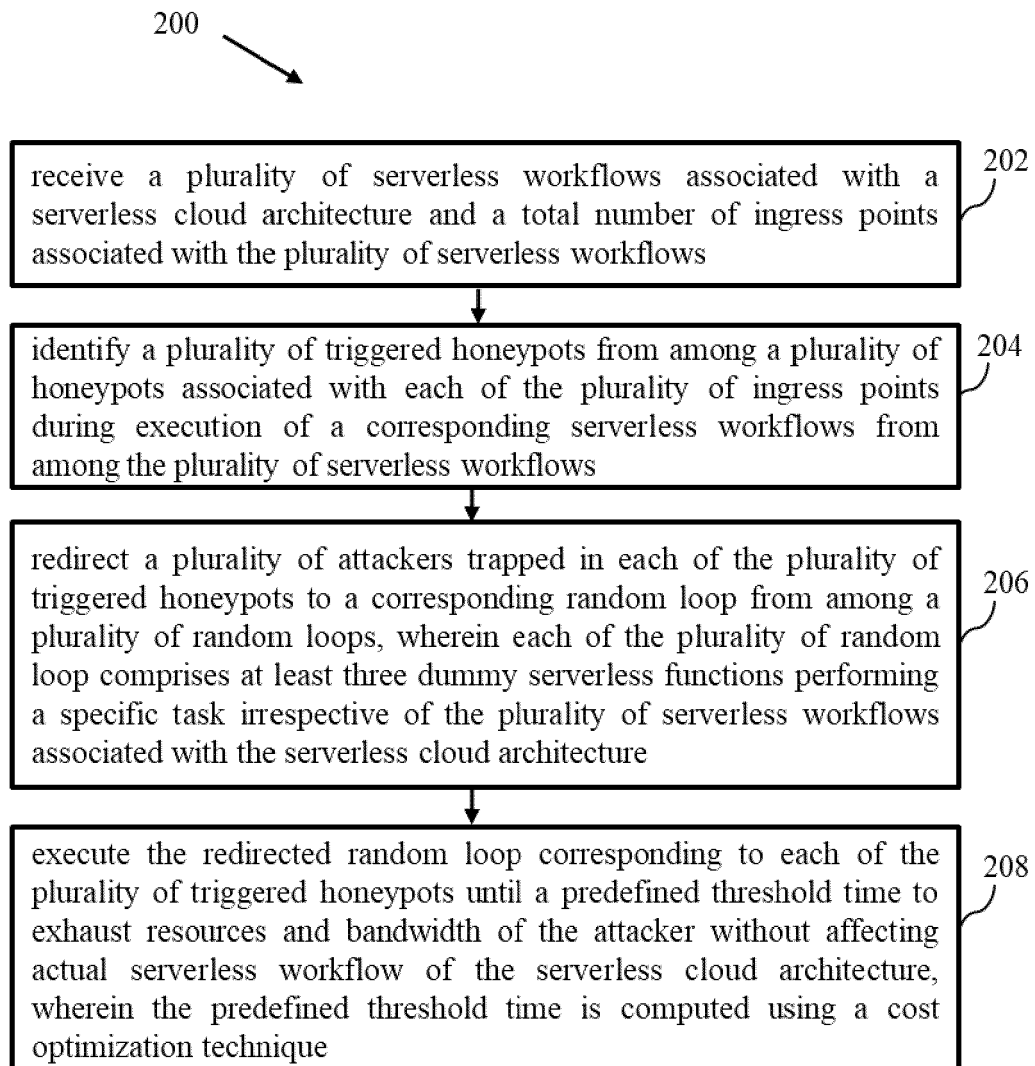 200
receive a plurality of serverless workflows associated with a
serverless cloud architecture and a total number of ingress points
associated with the plurality of serverless workflows
202
identify a plurality of triggered honeypots from among a plurality of
honeypots associated with each of the plurality of ingress points
during execution of a corresponding serverless workflows from
among the plurality of serverless workflows
204
redirect a plurality of attackers trapped in each of the plurality of
triggered honeypots to a corresponding random loop from among a
plurality of random loops, wherein each of the plurality of random
loop comprises at least three dummy serverless functions performing
a specific task irrespective of the plurality of serverless workflows
associated with the serverless cloud architecture
206
execute the redirected random loop corresponding to each of the
plurality of triggered honeypots until a predefined threshold time to
exhaust resources and bandwidth of the attacker without affecting
actual serverless workflow of the serverless cloud architecture,
wherein the predefined threshold time is computed using a cost
optimization technique
208